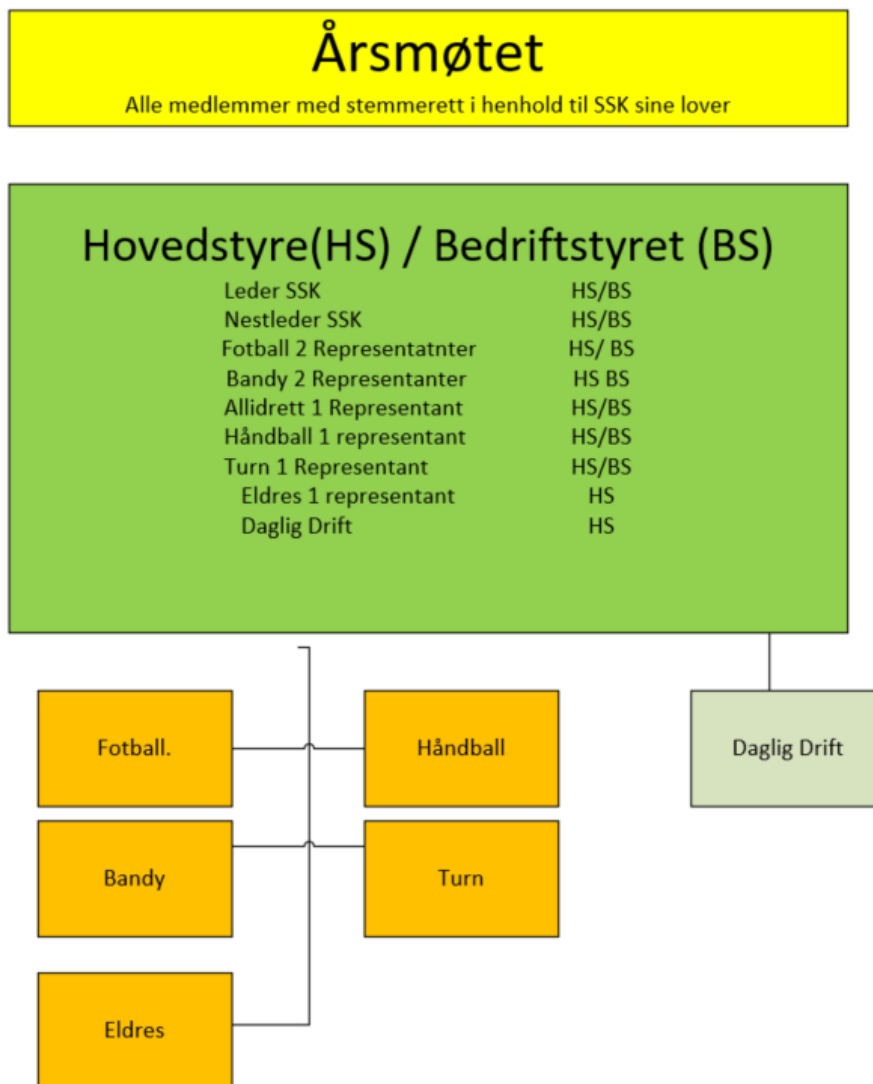 Årsmøtet
Alle medlemmer med stemmerett i henhold til SSK sine lover
Hovedstyre(HS) / Bedriftstyret (BS)
Leder SSK HS/BS
Nestleder SSK HS/BS
Fotball 2 Representatnter HS/ BS
Bandy 2 Representanter HS BS
Allidrett 1 Representant HS/BS
Håndball 1 representant HS/BS
Turn 1 Representant HS/BS
Eldres 1 representant HS
Daglig Drift HS
Fotball. Håndball Daglig Drift
Bandy Turn
Eldres